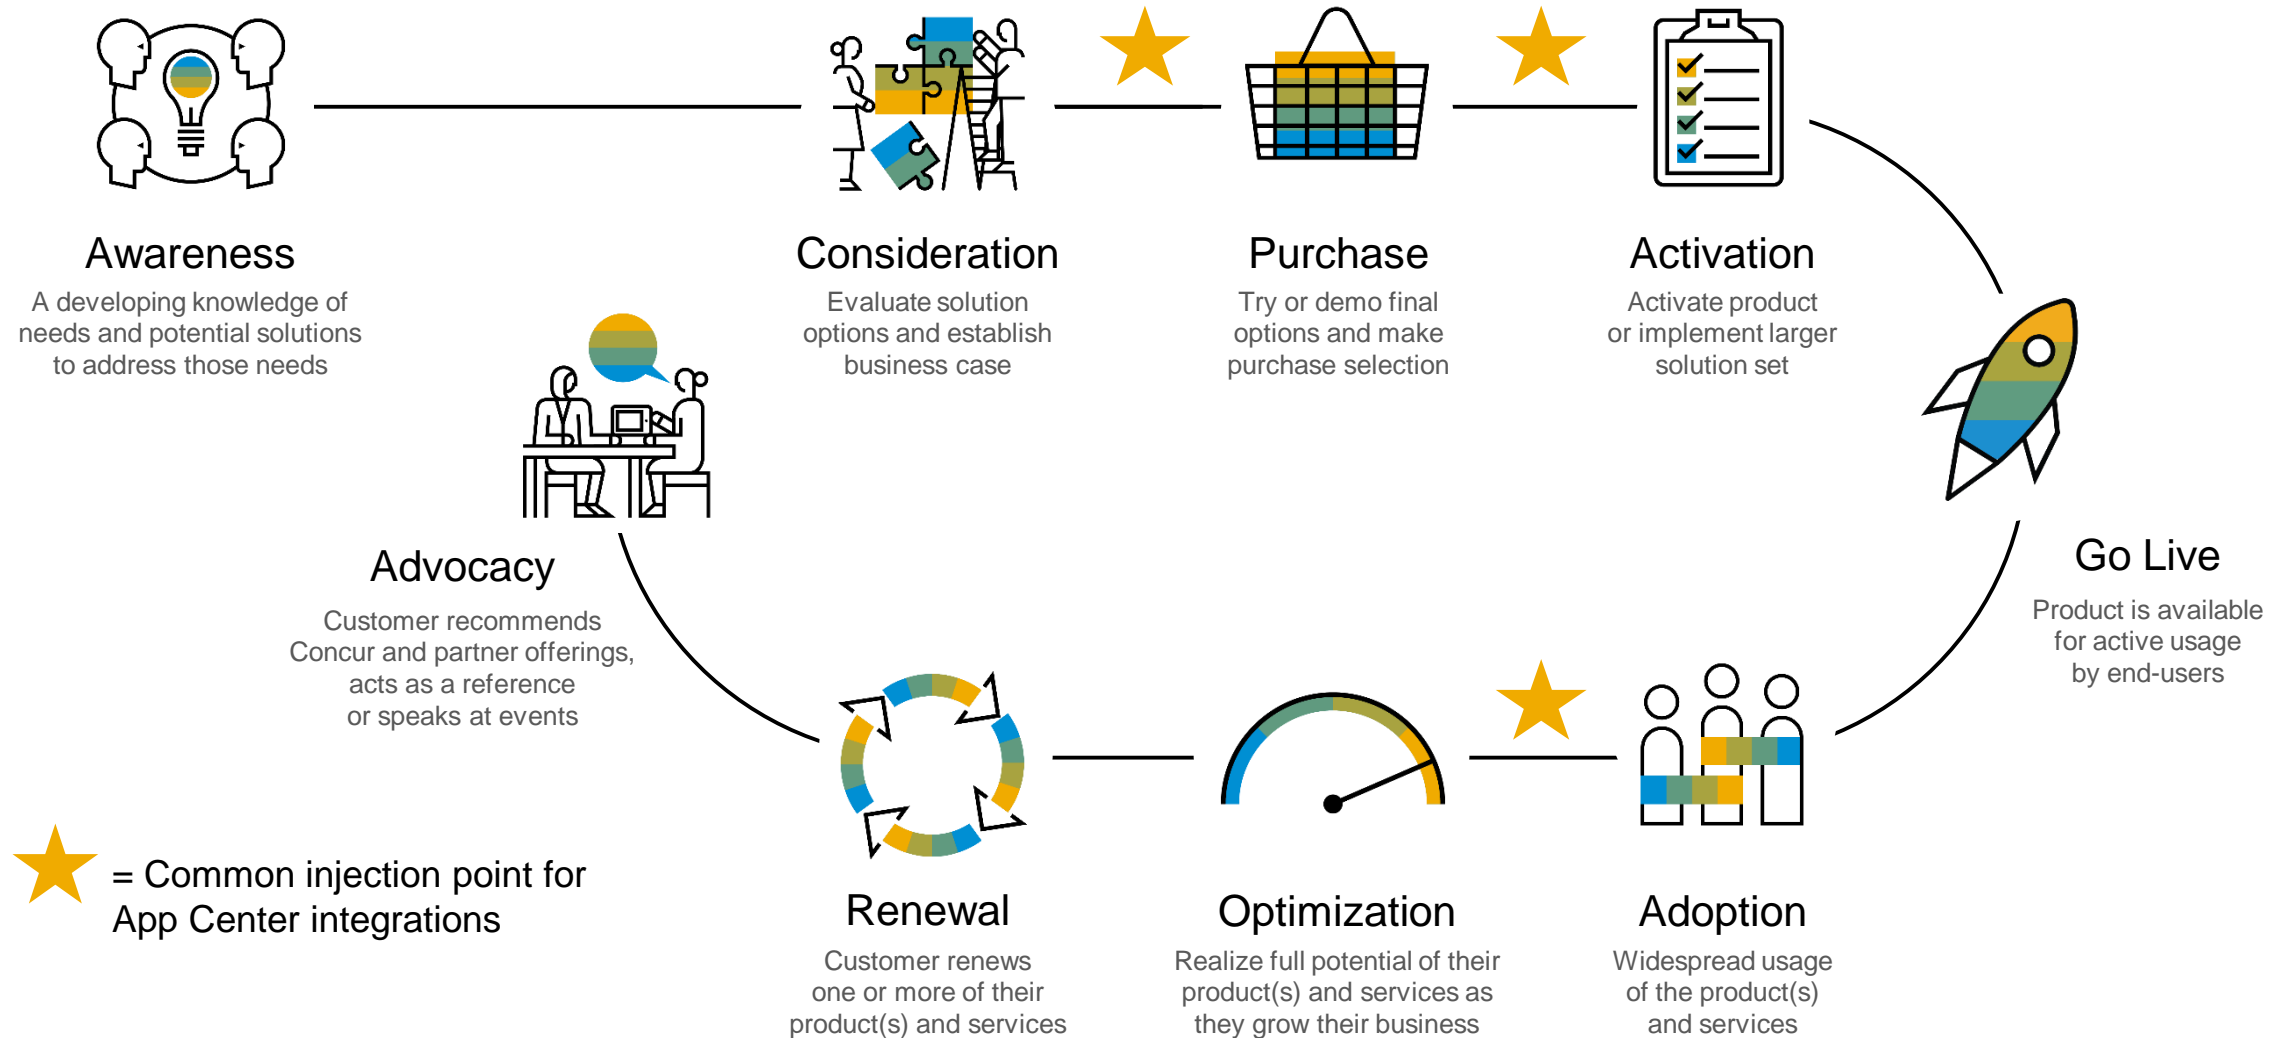 Awareness
A developing knowledge of
needs and potential solutions
to address those needs
Consideration
Evaluate solution
options and establish
business case
Purchase
Try or demo final
options and make
purchase selection
Activation
Activate product
or implement larger
solution set
Go Live
Product is available
for active usage
by end-users
Adoption
Widespread usage
of the product(s)
and services
Optimization
Realize full potential of their
product(s) and services as
they grow their business
Renewal
Customer renews
one or more of their
product(s) and services
Advocacy
Customer recommends
Concur and partner offerings,
acts as a reference
or speaks at events
= Common injection point for
App Center integrations